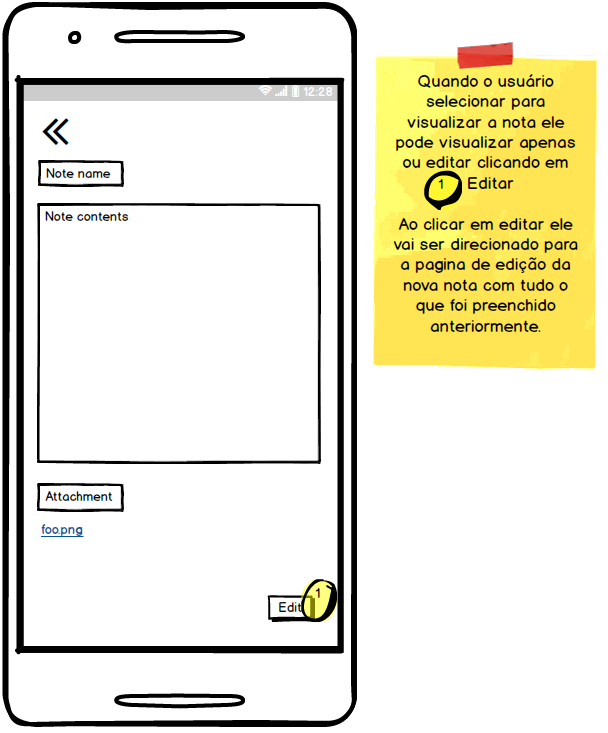 12.28
Note name
Note contents
Attachment
foo.png
Edit
1
Quando o usuário
selecionar para
visualizar a nota ele
pode visualizar apenas
ou editar clicando em
1 Editar
Ao clicar em editar ele
vai ser direcionado para
a pagina de edição da
nova nota com tudo o
que foi preenchido
anteriormente.